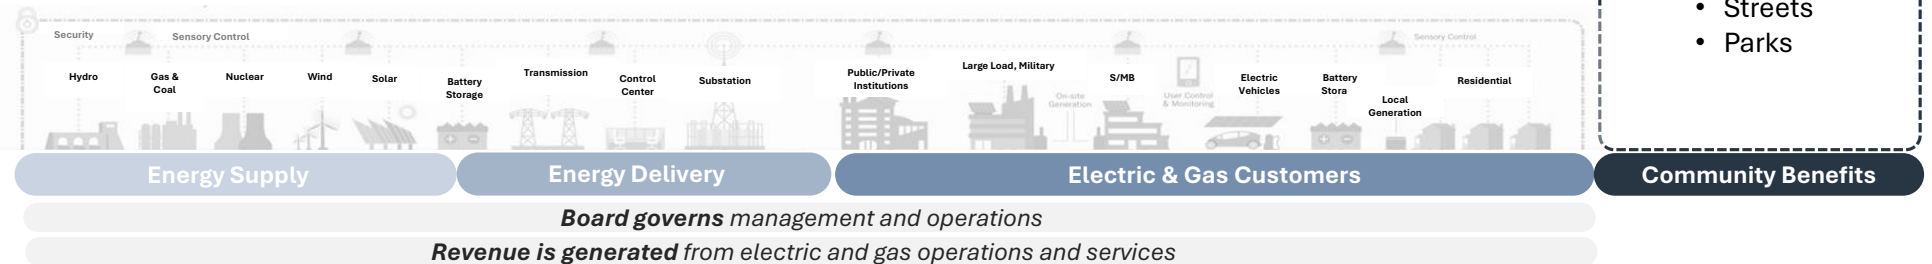 • Streets
• Parks
Security
Sensory Control
Sensory Control
Hydro
Gas &
Coal
Nuclear
Wind
Solar
Battery
Storage
Transmission
Control
Center
Substation
Public/Private
Institutions
Large Load, Military
On-site
Generation
S/MB
User Control
& Monitoring
Electric
Vehicles
Battery
Stora
Local
Generation
Residential
Energy Supply
Energy Delivery
Electric & Gas Customers
Community Benefits
Board governs management and operations
Revenue is generated from electric and gas operations and services